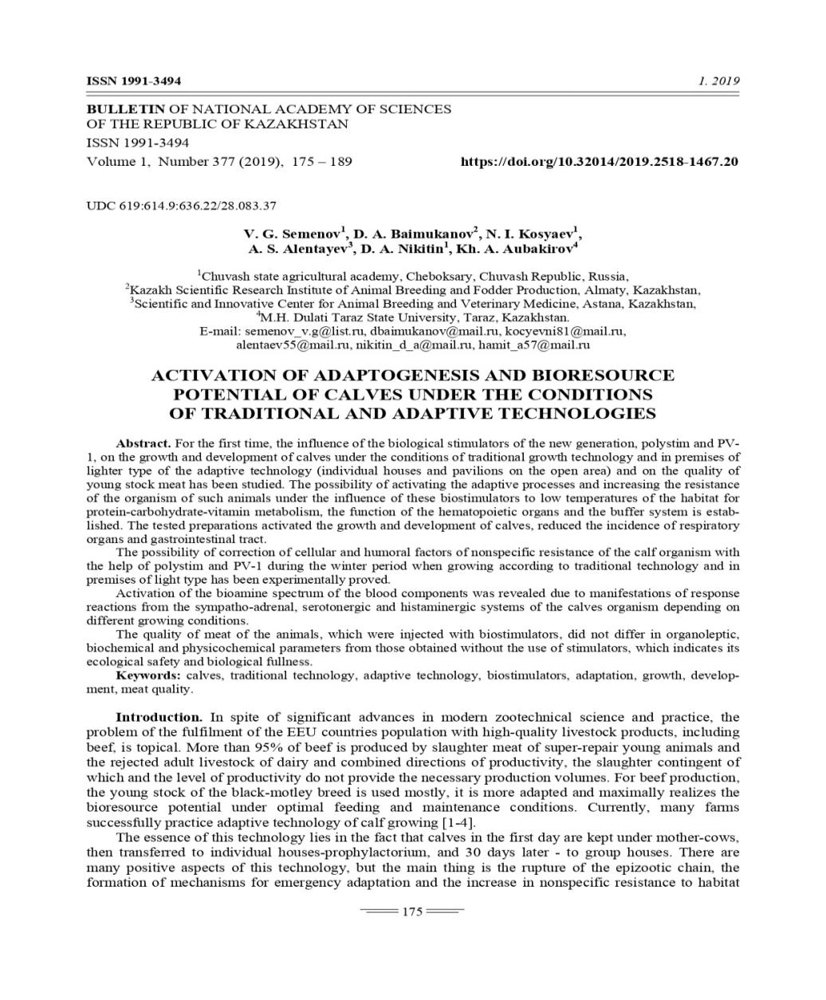 ISSN 1991-3494 1. 2019
BULLETIN OF NATIONAL ACADEMY OF SCIENCES
OF THE REPUBLIC OF KAZAKHSTAN
ISSN 1991-3494
Volume 1, Number 377 (2019), 175 – 189 https://doi.org/10.32014/2019.2518-1467.20
UDC 619:614.9:636.22/28.083.37
V. G. Semenov1, D. A. Baimukanov2, N. I. Kosyaev1,
A. S. Alentayev3, D. A. Nikitin1, Kh. A. Aubakirov4
1Chuvash state agricultural academy, Cheboksary, Chuvash Republic, Russia,
2Kazakh Scientific Research Institute of Animal Breeding and Fodder Production, Almaty, Kazakhstan,
3Scientific and Innovative Center for Animal Breeding and Veterinary Medicine, Astana, Kazakhstan,
4M.H. Dulati Taraz State University, Taraz, Kazakhstan.
E-mail: semenov_v.g@list.ru, dbaimukanov@mail.ru, kocyevni81@mail.ru,
alentaev55@mail.ru, nikitin_d_a@mail.ru, hamit_a57@mail.ru
ACTIVATION OF ADAPTOGENESIS AND BIORESOURCE
POTENTIAL OF CALVES UNDER THE CONDITIONS
OF TRADITIONAL AND ADAPTIVE TECHNOLOGIES
Abstract. For the first time, the influence of the biological stimulators of the new generation, polystim and PV-
1, on the growth and development of calves under the conditions of traditional growth technology and in premises of
lighter type of the adaptive technology (individual houses and pavilions on the open area) and on the quality of
young stock meat has been studied. The possibility of activating the adaptive processes and increasing the resistance
of the organism of such animals under the influence of these biostimulators to low temperatures of the habitat for
protein-carbohydrate-vitamin metabolism, the function of the hematopoietic organs and the buffer system is estab-
lished. The tested preparations activated the growth and development of calves, reduced the incidence of respiratory
organs and gastrointestinal tract.
The possibility of correction of cellular and humoral factors of nonspecific resistance of the calf organism with
the help of polystim and PV-1 during the winter period when growing according to traditional technology and in
premises of light type has been experimentally proved.
Activation of the bioamine spectrum of the blood components was revealed due to manifestations of response
reactions from the sympatho-adrenal, serotonergic and histaminergic systems of the calves organism depending on
different growing conditions.
The quality of meat of the animals, which were injected with biostimulators, did not differ in organoleptic,
biochemical and physicochemical parameters from those obtained without the use of stimulators, which indicates its
ecological safety and biological fullness.
Keywords: calves, traditional technology, adaptive technology, biostimulators, adaptation, growth, develop-
ment, meat quality.
Introduction. In spite of significant advances in modern zootechnical science and practice, the
problem of the fulfilment of the EEU countries population with high-quality livestock products, including
beef, is topical. More than 95% of beef is produced by slaughter meat of super-repair young animals and
the rejected adult livestock of dairy and combined directions of productivity, the slaughter contingent of
which and the level of productivity do not provide the necessary production volumes. For beef production,
the young stock of the black-motley breed is used mostly, it is more adapted and maximally realizes the
bioresource potential under optimal feeding and maintenance conditions. Currently, many farms
successfully practice adaptive technology of calf growing [1-4].
The essence of this technology lies in the fact that calves in the first day are kept under mother-cows,
then transferred to individual houses-prophylactorium, and 30 days later - to group houses. There are
many positive aspects of this technology, but the main thing is the rupture of the epizootic chain, the
formation of mechanisms for emergency adaptation and the increase in nonspecific resistance to habitat
175